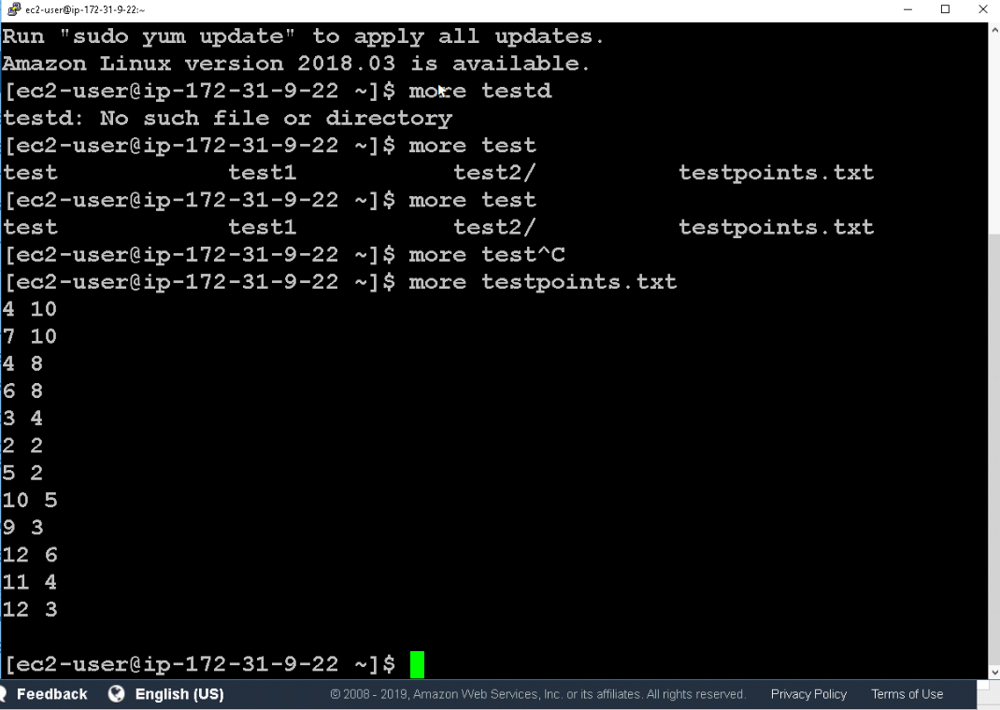 ec2-user@ip-172-31-9-22:~
Run "sudo yum update" to apply all updates.
Amazon Linux version 2018.03 is available.
[ec2-user@ip-172-31-9-22 ~]$ more testd
testd: No such file or directory
[ec2-user@ip-172-31-9-22 ~]$ more test
test test1 test2/ testpoints.txt
[ec2-user@ip-172-31-9-22 ~]$ more test
test test1 test2/ testpoints.txt
[ec2-user@ip-172-31-9-22 ~]$ more test^C
[ec2-user@ip-172-31-9-22 ~]$ more testpoints.txt
4 10
7 10
4 8
6 8
3 4
2 2
5 2
10 5
9 3
12 6
11 4
12 3
[ec2-user@ip-172-31-9-22 ~]$
Feedback English (US) © 2008 - 2019, Amazon Web Services, Inc. or its affiliates. All rights reserved. Privacy Policy Terms of Use